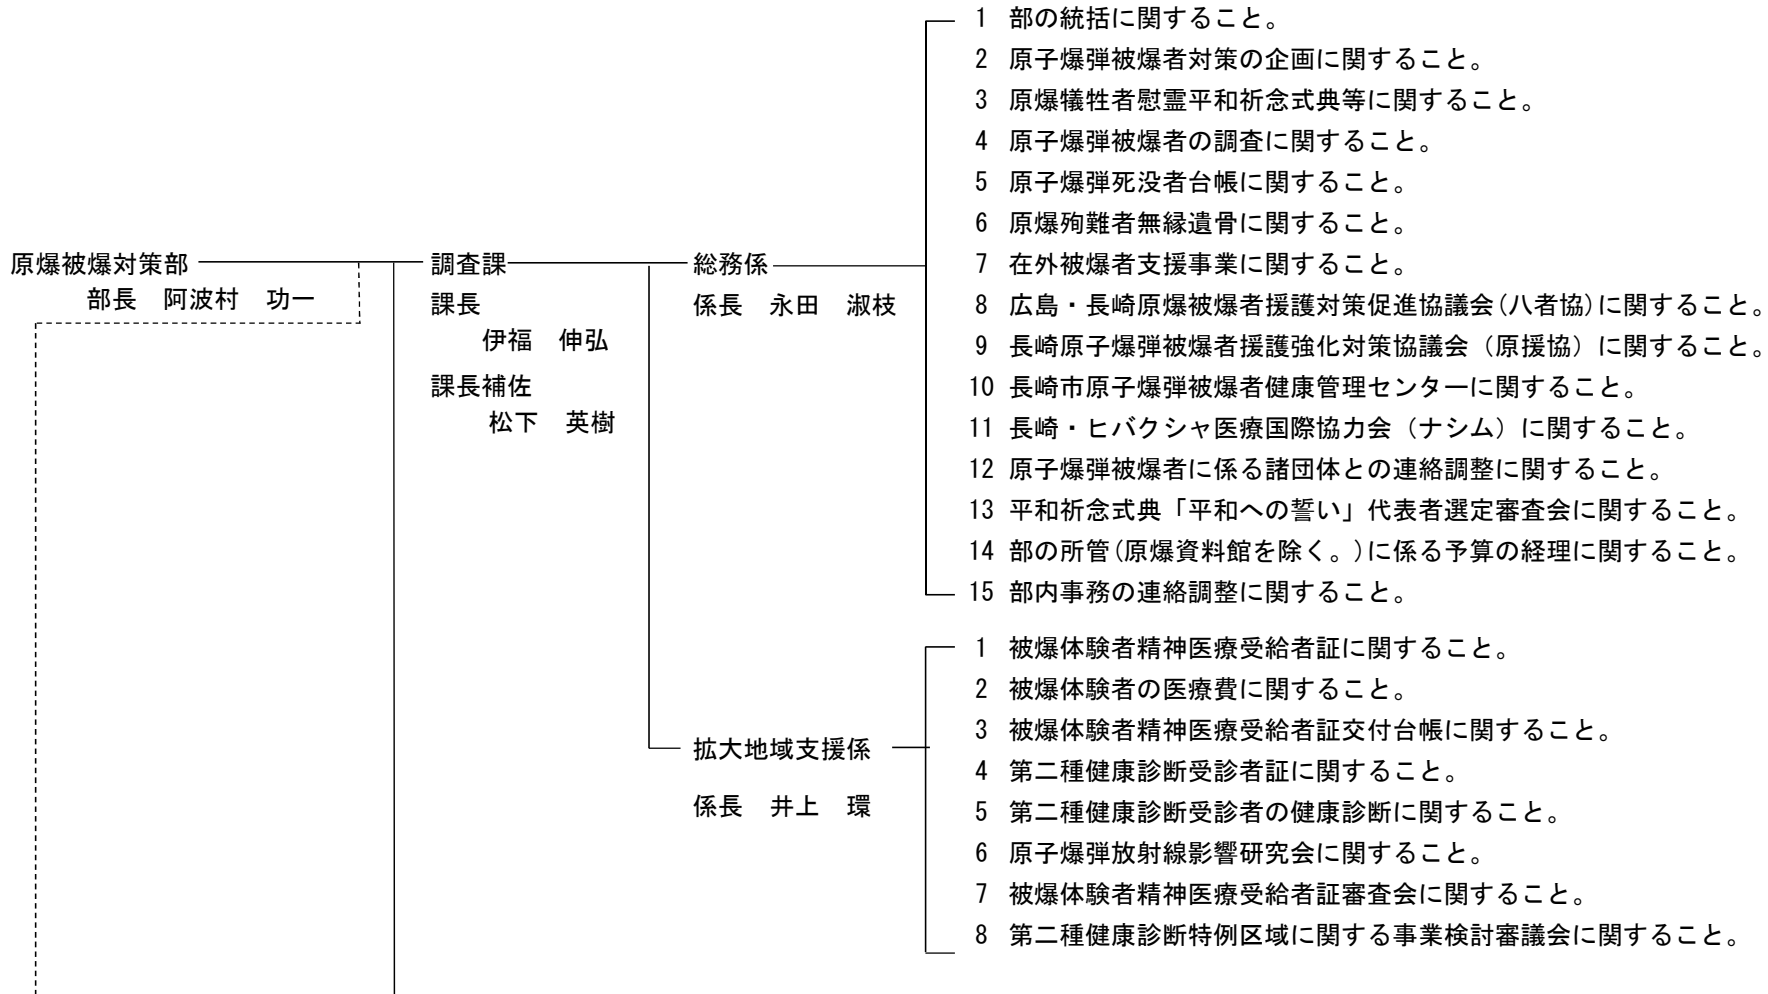 原爆被爆対策部
部長 阿波村 功一
調査課
課長
伊福 伸弘
課長補佐
松下 英樹
総務係
係長 永田 淑枝
1 部の統括に関すること。
2 原子爆弾被爆者対策の企画に関すること。
3 原爆犠牲者慰霊平和祈念式典等に関すること。
4 原子爆弾被爆者の調査に関すること。
5 原子爆弾死没者台帳に関すること。
6 原爆殉難者無縁遺骨に関すること。
7 在外被爆者支援事業に関すること。
8 広島・長崎原爆被爆者援護対策促進協議会(八者協)に関すること。
9 長崎原子爆弾被爆者援護強化対策協議会（原援協）に関すること。
10 長崎市原子爆弾被爆者健康管理センターに関すること。
11 長崎・ヒバクシャ医療国際協力会（ナシム）に関すること。
12 原子爆弾被爆者に係る諸団体との連絡調整に関すること。
13 平和祈念式典「平和への誓い」代表者選定審査会に関すること。
14 部の所管(原爆資料館を除く。)に係る予算の経理に関すること。
15 部内事務の連絡調整に関すること。
拡大地域支援係
係長 井上 環
1 被爆体験者精神医療受給者証に関すること。
2 被爆体験者の医療費に関すること。
3 被爆体験者精神医療受給者証交付台帳に関すること。
4 第二種健康診断受診者証に関すること。
5 第二種健康診断受診者の健康診断に関すること。
6 原子爆弾放射線影響研究会に関すること。
7 被爆体験者精神医療受給者証審査会に関すること。
8 第二種健康診断特例区域に関する事業検討審議会に関すること。